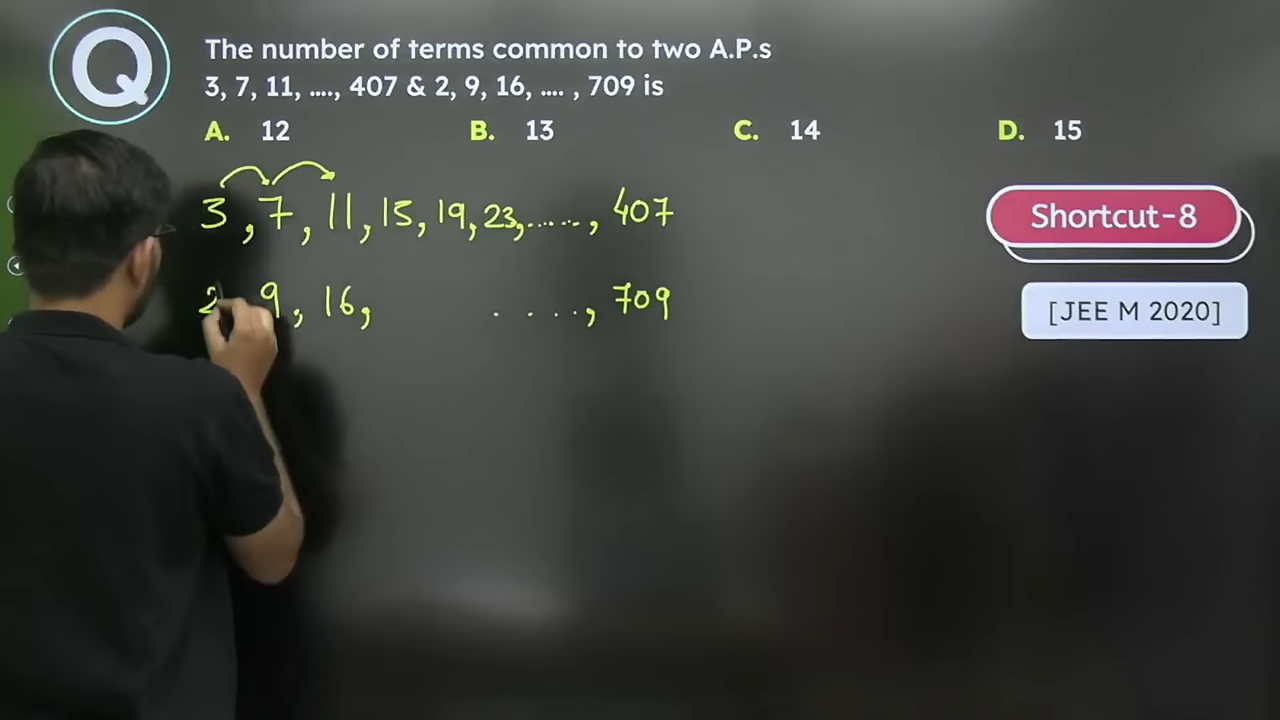 Q
The number of terms common to two A.P.s
3, 7, 11, ...., 407 & 2, 9, 16, .... , 709 is
A. 12 B. 13 C. 14 D. 15
3, 7, 11, 15, 19, 23, ......, 407
Shortcut-8
2 9, 16, ...., 709
[JEE M 2020]